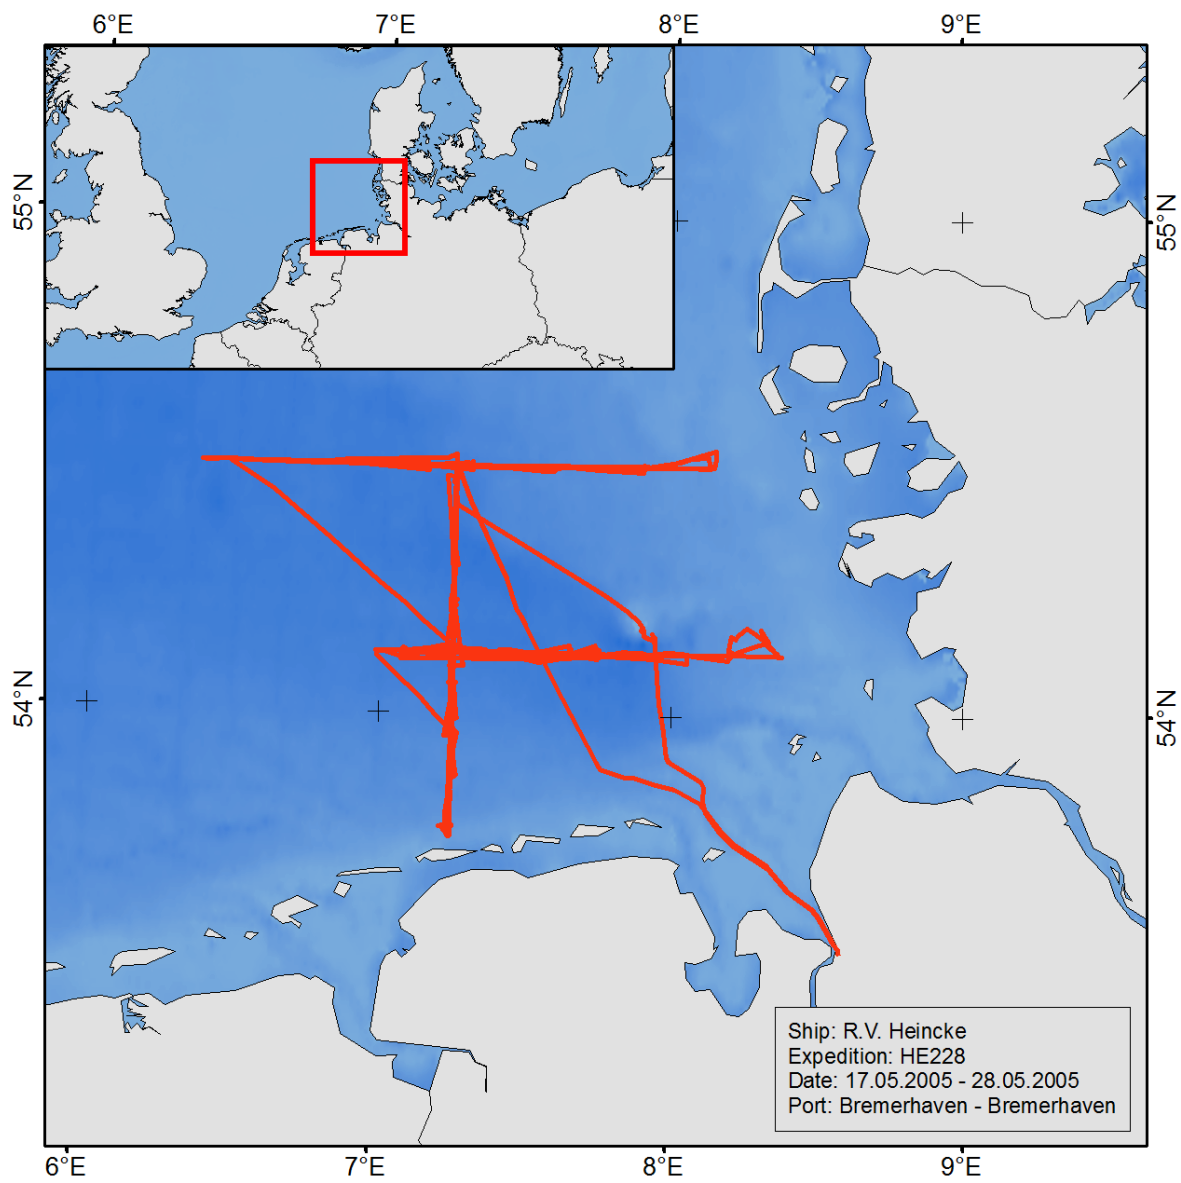 6°E 7°E 8°E 9°E
55°N
55°N
54°N
54°N
Ship: R.V. Heincke
Expedition: HE228
Date: 17.05.2005 - 28.05.2005
Port: Bremerhaven - Bremerhaven
6°E 7°E 8°E 9°E